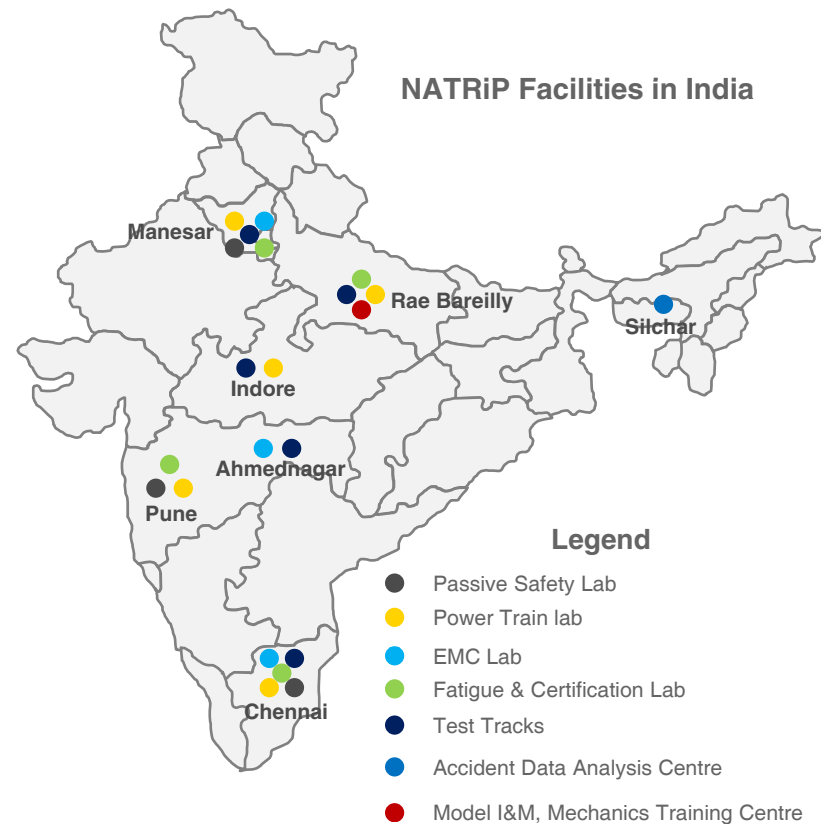 NATRiP Facilities in India
Manesar
Rae Bareilly
Silchar
Indore
Ahmednagar
Pune
Chennai
Legend
Passive Safety Lab
Power Train lab
EMC Lab
Fatigue & Certification Lab
Test Tracks
Accident Data Analysis Centre
Model I&M, Mechanics Training Centre